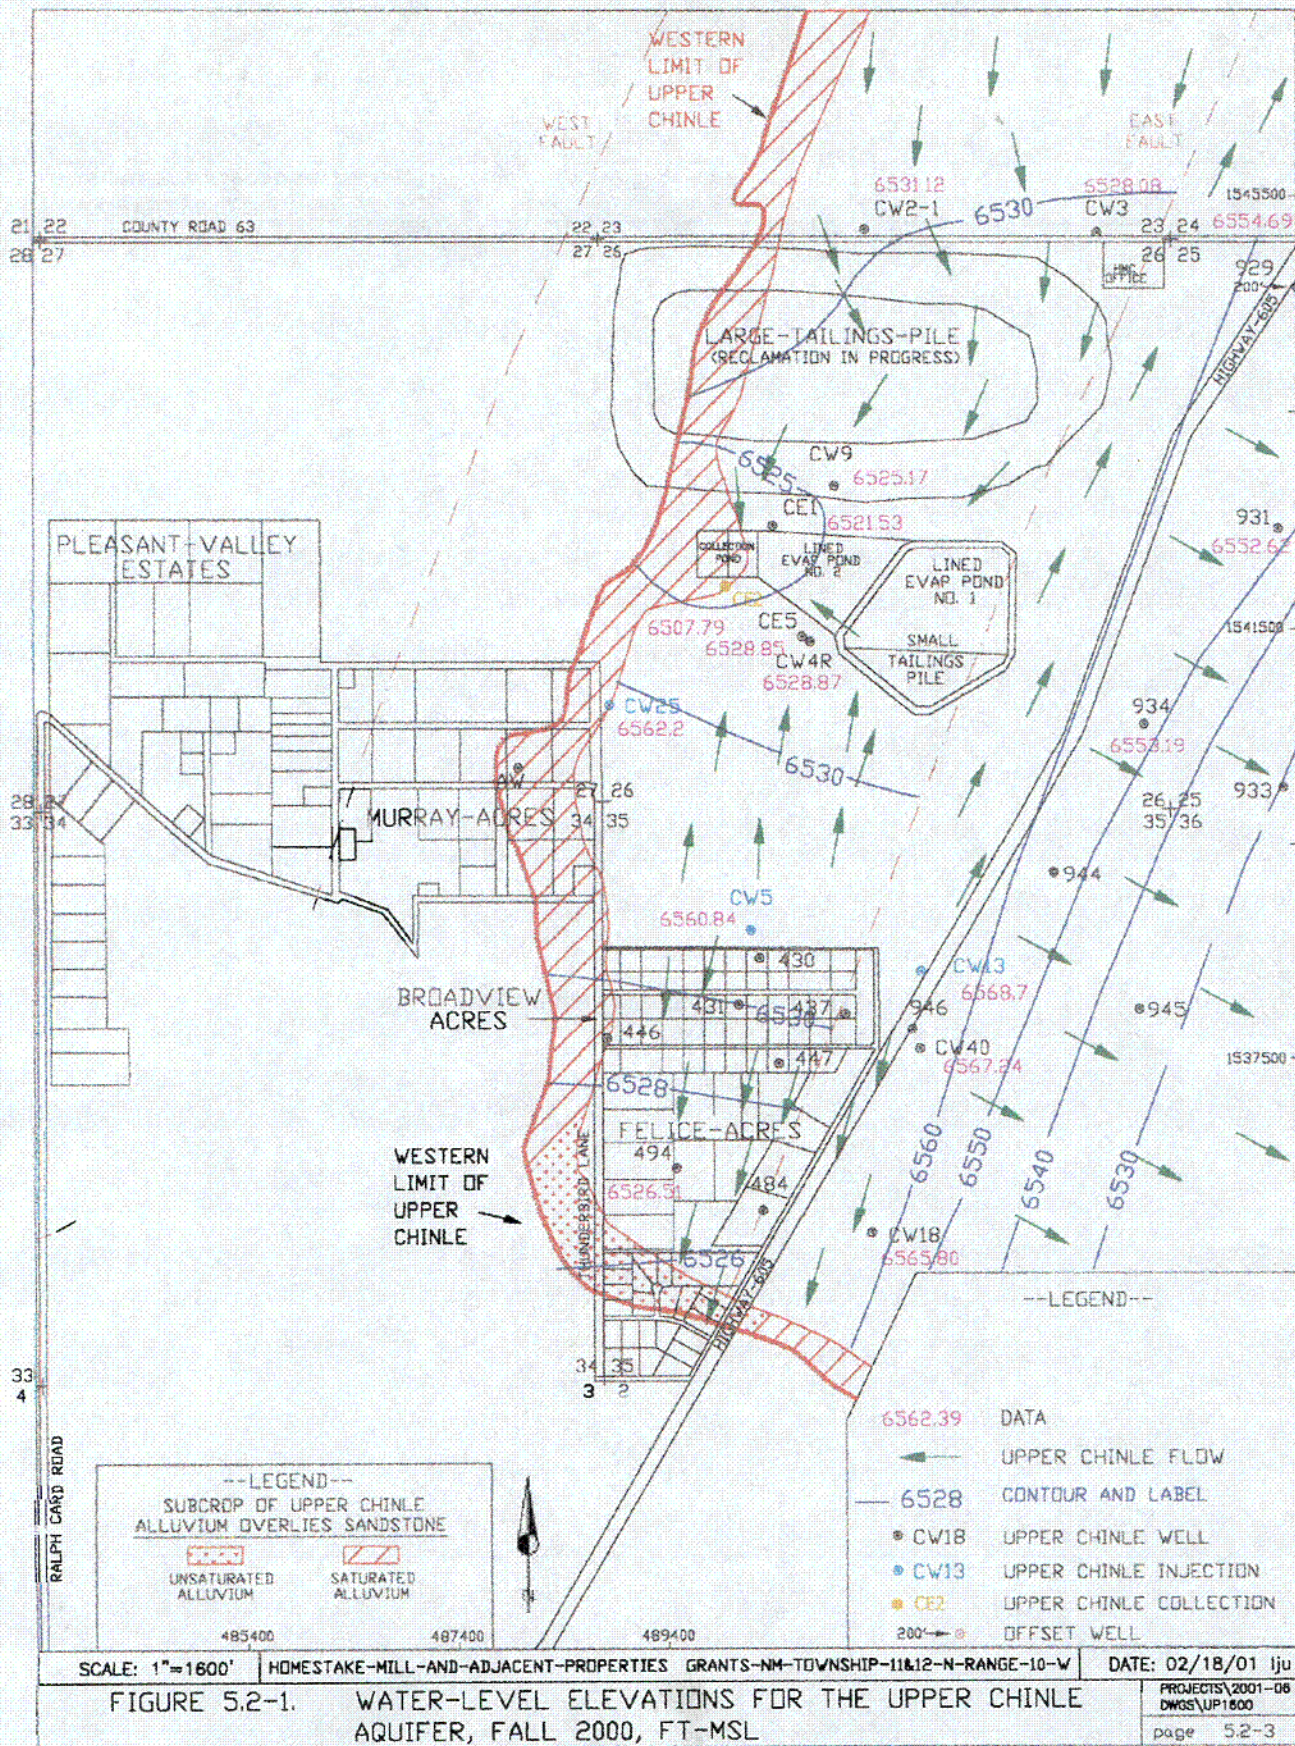 WESTERN
LIMIT OF
UPPER
CHINLE
WEST
FAULT
EAST
FAULT
6531.12
CW2-1
6530
6528.08
CW3
1545500
21 22
28 27
COUNTY ROAD 63
22 23
27 26
23 24
26 25
6554.69
HMC
OFFICE
929
200'
HIGHWAY-605
LARGE-TAILINGS-PILE
(RECLAMATION IN PROGRESS)
CW9
6525
6525.17
CE1
6521.53
931
6552.62
PLEASANT-VALLEY
ESTATES
COLLECTION
POND
LINED
EVAP POND
NO. 2
LINED
EVAP POND
NO. 1
CE2
6507.79
CE5
6528.85
CW4R
6528.87
SMALL
TAILINGS
PILE
1541500
CW25
6562.2
934
6553.19
6530
AW
933
28 27
33 34
27 26
34 35
26 25
35 36
MURRAY-ACRES
944
CW5
6560.84
430
CW13
6568.7
BROADVIEW
ACRES
431
437
6530
946
945
446
447
CW40
6567.24
1537500
6528
FELICE-ACRES
494
6526.51
484
WESTERN
LIMIT OF
UPPER
CHINLE
THUNDERBIRD LANE
6560
6550
6540
6530
CW18
6565.80
6526
HIGHWAY-605
33
4
34 35
3 2
RALPH CARD ROAD
--LEGEND--
6562.39 DATA
UPPER CHINLE FLOW
6528 CONTOUR AND LABEL
CW18 UPPER CHINLE WELL
CW13 UPPER CHINLE INJECTION
CE2 UPPER CHINLE COLLECTION
200' OFFSET WELL
--LEGEND--
SUBCROP OF UPPER CHINLE
ALLUVIUM OVERLIES SANDSTONE
UNSATURATED
ALLUVIUM
SATURATED
ALLUVIUM
485400
487400
489400
SCALE: 1"=1600'
HOMESTAKE-MILL-AND-ADJACENT-PROPERTIES GRANTS-NM-TOWNSHIP-11&12-N-RANGE-10-W
DATE: 02/18/01 lju
FIGURE 5.2-1. WATER-LEVEL ELEVATIONS FOR THE UPPER CHINLE
AQUIFER, FALL 2000, FT-MSL
PROJECTS\2001-06
DWGS\UP1600
page 5.2-3